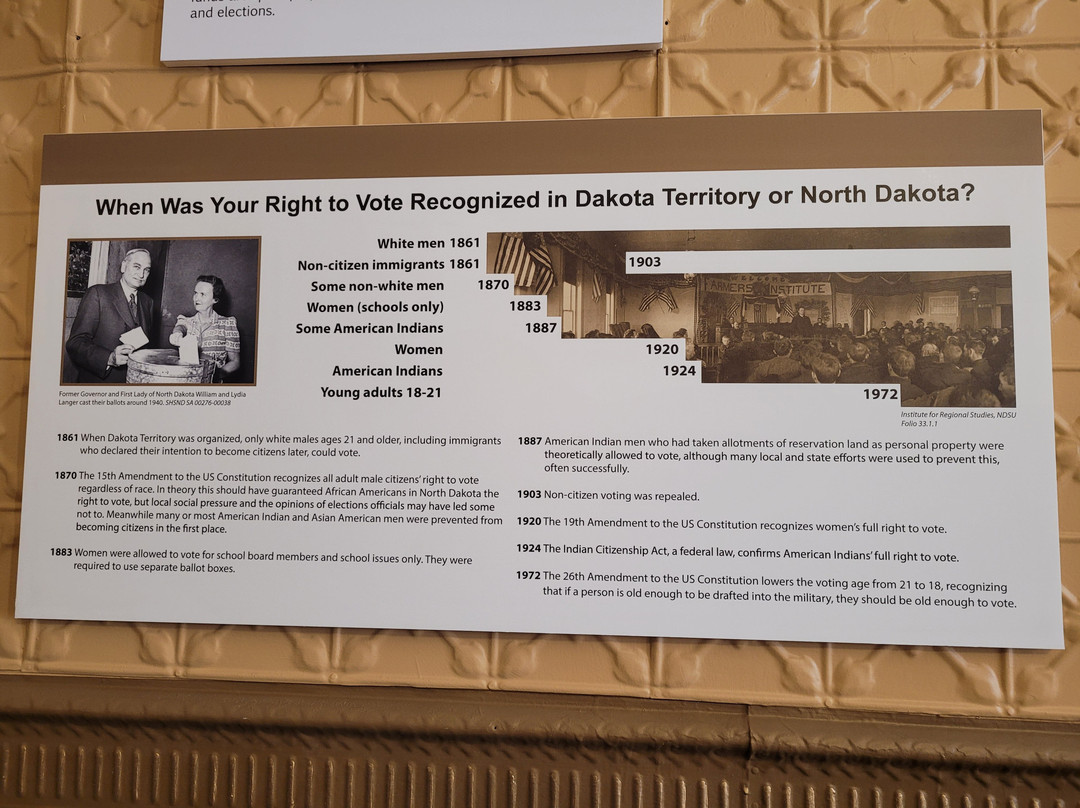 and elections.
When Was Your Right to Vote Recognized in Dakota Territory or North Dakota?
White men 1861
Non-citizen immigrants 1861
1903
Some non-white men 1870
Women (schools only) 1883
Some American Indians 1887
Women 1920
American Indians 1924
Young adults 18-21 1972
FARMERS INSTITUTE
Former Governor and First Lady of North Dakota William and Lydia
Langer cast their ballots around 1940. SHSND SA 00276-00038
Institute for Regional Studies, NDSU
Folio 33.1.1
1861 When Dakota Territory was organized, only white males ages 21 and older, including immigrants
who declared their intention to become citizens later, could vote.
1870 The 15th Amendment to the US Constitution recognizes all adult male citizens' right to vote
regardless of race. In theory this should have guaranteed African Americans in North Dakota the
right to vote, but local social pressure and the opinions of elections officials may have led some
not to. Meanwhile many or most American Indian and Asian American men were prevented from
becoming citizens in the first place.
1883 Women were allowed to vote for school board members and school issues only. They were
required to use separate ballot boxes.
1887 American Indian men who had taken allotments of reservation land as personal property were
theoretically allowed to vote, although many local and state efforts were used to prevent this,
often successfully.
1903 Non-citizen voting was repealed.
1920 The 19th Amendment to the US Constitution recognizes women's full right to vote.
1924 The Indian Citizenship Act, a federal law, confirms American Indians' full right to vote.
1972 The 26th Amendment to the US Constitution lowers the voting age from 21 to 18, recognizing
that if a person is old enough to be drafted into the military, they should be old enough to vote.